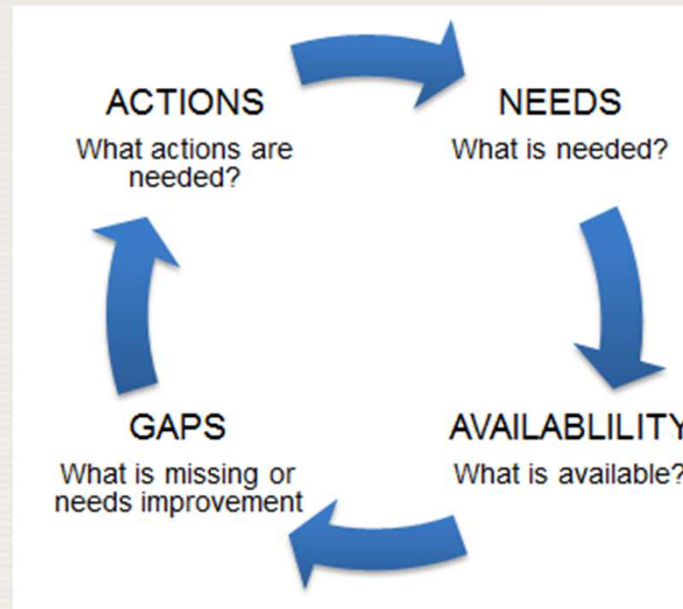 ACTIONS
What actions are
needed?
NEEDS
What is needed?
GAPS
What is missing or
needs improvement
AVAILABLILITY
What is available?